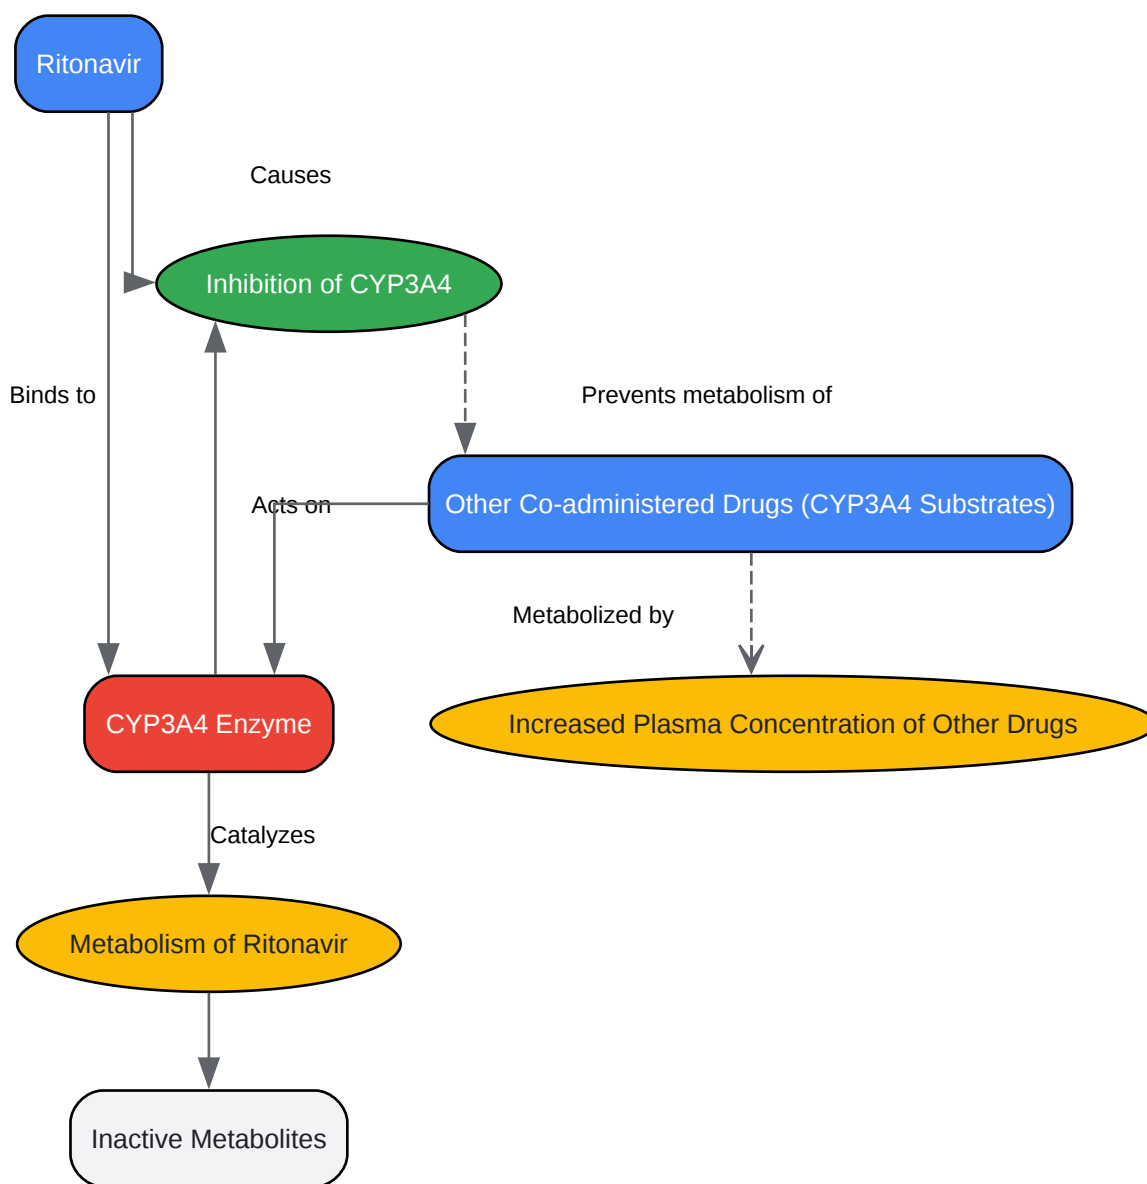 Ritonavir
Causes
Inhibition of CYP3A4
Binds to
Prevents metabolism of
Acts on
Other Co-administered Drugs (CYP3A4 Substrates)
Metabolized by
CYP3A4 Enzyme
Increased Plasma Concentration of Other Drugs
Catalyzes
Metabolism of Ritonavir
Inactive Metabolites